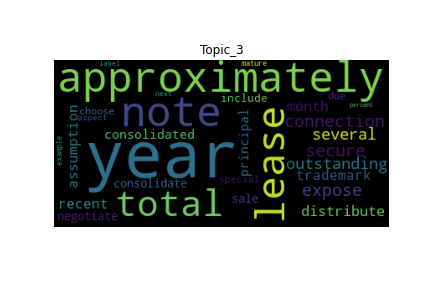 Topic_3
label next mature percent
approximately
choose note include month due
aspect connection
assumption consolidated principal several
example year lease secure
consolidate outstanding
special trademark
recent total sale expose
negotiate distribute